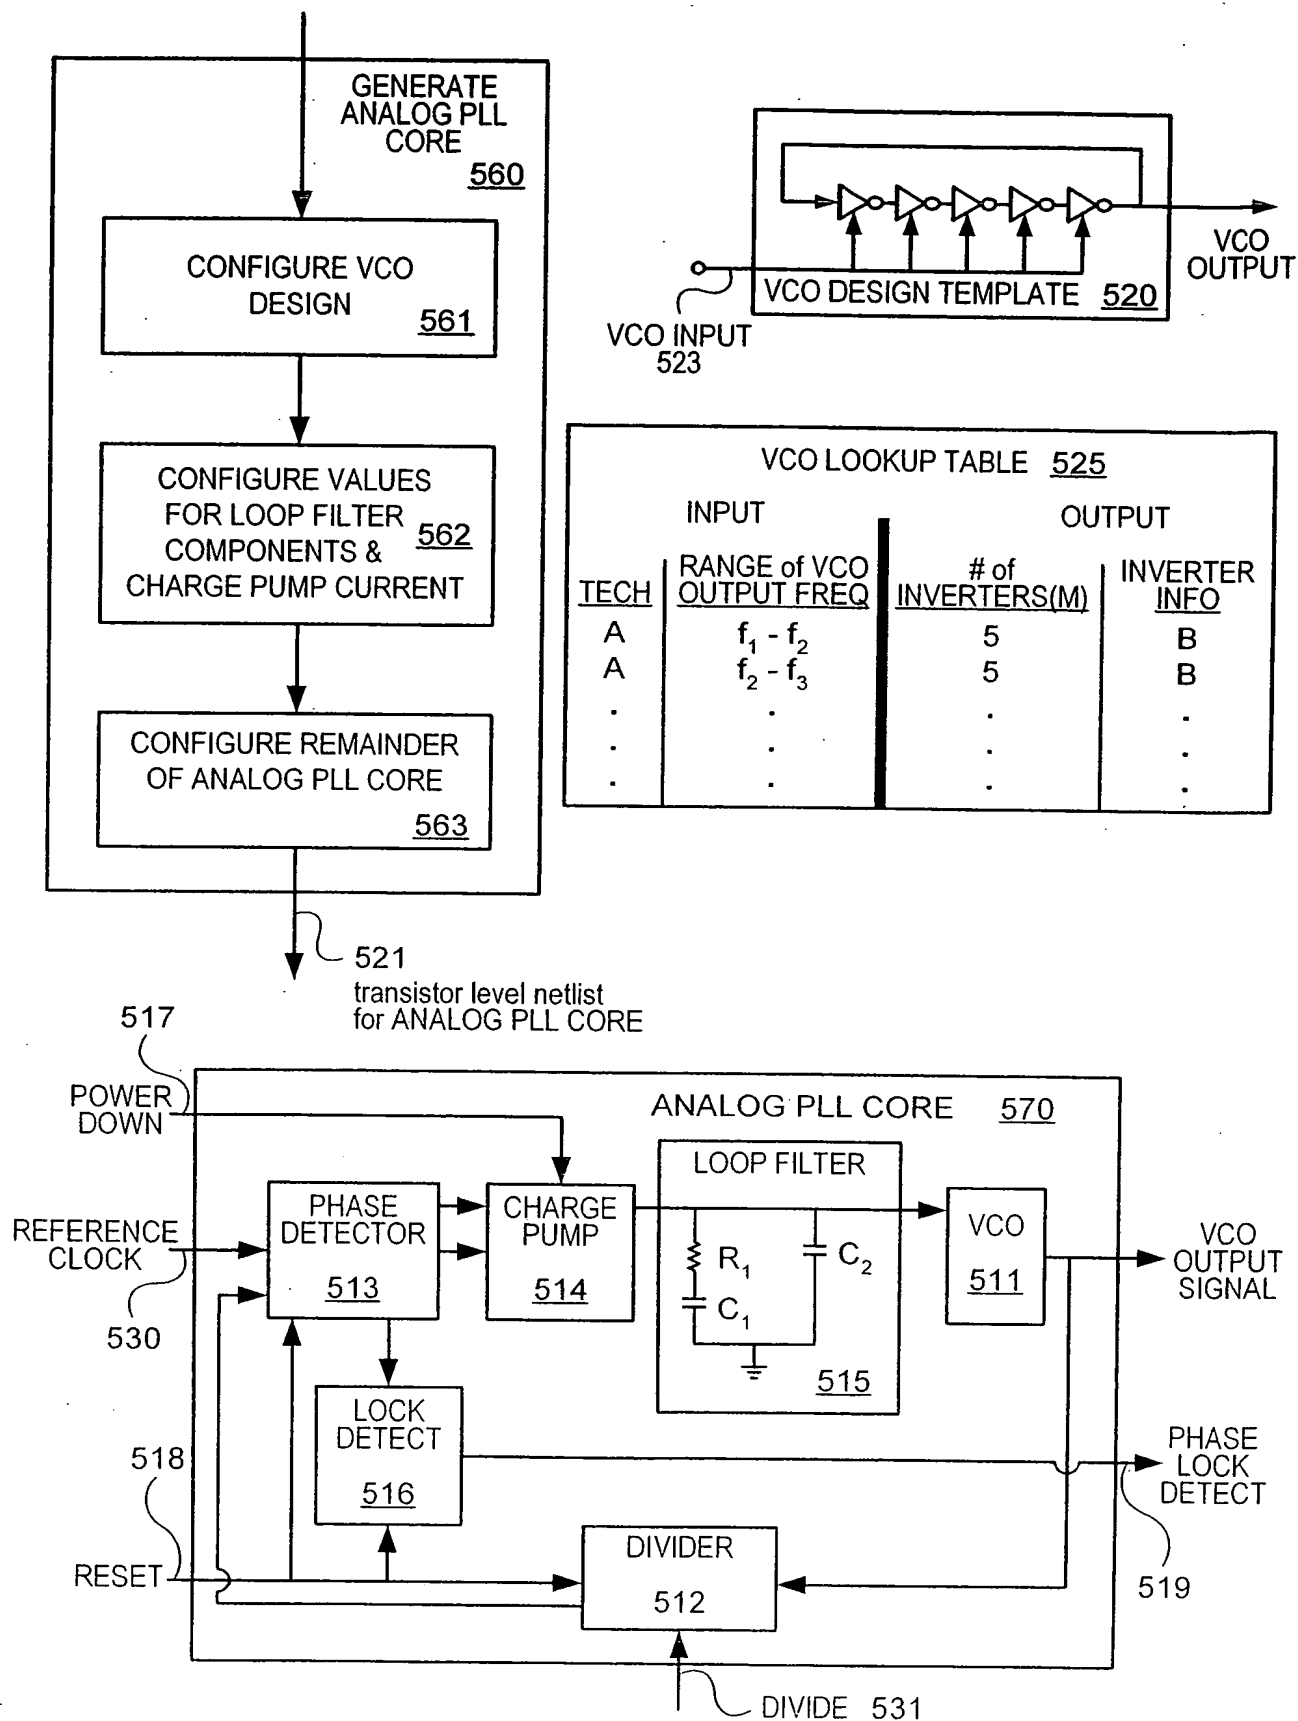 GENERATE
ANALOG PLL
CORE
560
CONFIGURE VCO
DESIGN
561
CONFIGURE VALUES
FOR LOOP FILTER
562
COMPONENTS &
CHARGE PUMP CURRENT
CONFIGURE REMAINDER
OF ANALOG PLL CORE
563
521
transistor level netlist
for ANALOG PLL CORE
VCO
OUTPUT
VCO DESIGN TEMPLATE 520
VCO INPUT
523
VCO LOOKUP TABLE 525
INPUT OUTPUT
TECH
RANGE of VCO
OUTPUT FREQ
# of
INVERTERS(M)
INVERTER
INFO
A f1 - f2 5 B
A f2 - f3 5 B
. . . .
. . . .
. . . .
517
POWER
DOWN
ANALOG PLL CORE 570
LOOP FILTER
PHASE
DETECTOR
513
CHARGE
PUMP
514
R1
C1
C2
515
VCO
511
VCO
OUTPUT
SIGNAL
REFERENCE
CLOCK
530
LOCK
DETECT
516
PHASE
LOCK
DETECT
519
518
RESET
DIVIDER
512
DIVIDE 531